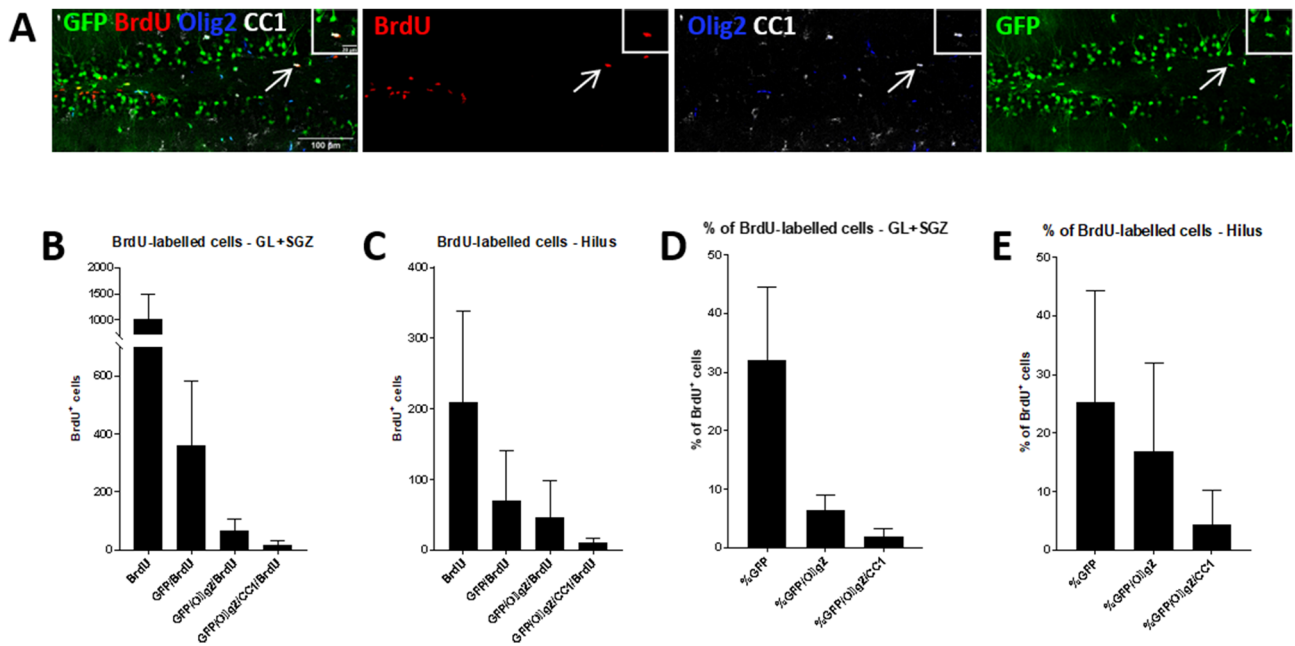 A
GFP BrdU Olig2 CC1
20 µm
100 µm
BrdU
Olig2 CC1
GFP
B
BrdU-labelled cells - GL+SGZ
2000
1500
1000
600
400
200
0
BrdU⁺ cells
BrdU
GFP/BrdU
GFP/Olig2/BrdU
GFP/Olig2/CC1/BrdU
C
BrdU-labelled cells - Hilus
400
300
200
100
0
BrdU⁺ cells
BrdU
GFP/BrdU
GFP/Olig2/BrdU
GFP/Olig2/CC1/BrdU
D
% of BrdU-labelled cells - GL+SGZ
50
40
30
20
10
0
% of BrdU⁺ cells
%GFP
%GFP/Olig2
%GFP/Olig2/CC1
E
% of BrdU-labelled cells - Hilus
50
40
30
20
10
0
% of BrdU⁺ cells
%GFP
%GFP/Olig2
%GFP/Olig2/CC1